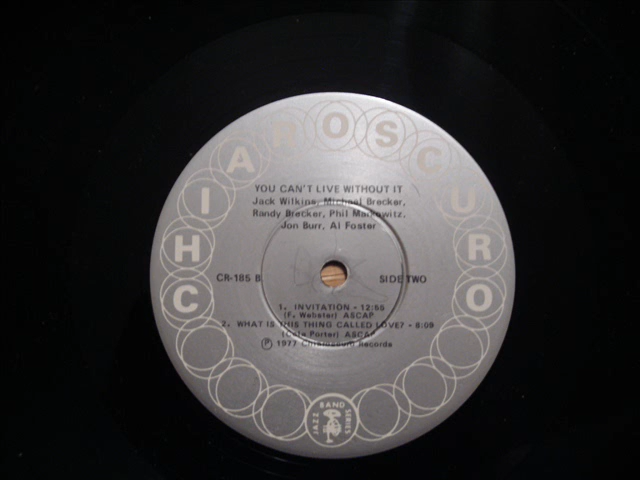 CHIAROSCURO
YOU CAN'T LIVE WITHOUT IT
Jack Wilkins, Michael Brecker,
Randy Brecker, Phil Markowitz,
Jon Burr, Al Foster
CR-185 B
SIDE TWO
1. INVITATION - 12:56
(F. Webster) ASCAP
2. WHAT IS THIS THING CALLED LOVE? - 8:09
(Cole Porter) ASCAP
Ⓟ 1977 Chiaroscuro Records
JAZZ BAND SERIES